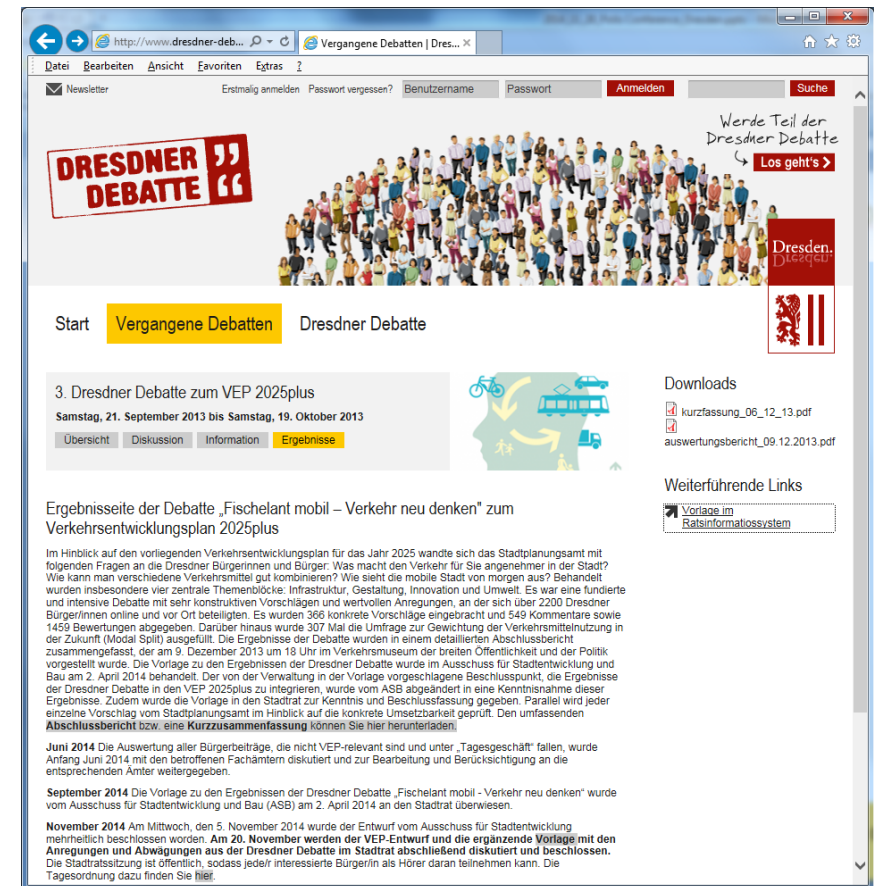 http://www.dresdner-deb...
Vergangene Debatten | Dres...
Datei Bearbeiten Ansicht Favoriten Extras ?
Newsletter Erstmalig anmelden Passwort vergessen? Benutzername Passwort Anmelden Suche
Werde Teil der
Dresdner Debatte
Los geht's
DRESDNER
DEBATTE
Dresden.
Start Vergangene Debatten Dresdner Debatte
3. Dresdner Debatte zum VEP 2025plus
Samstag, 21. September 2013 bis Samstag, 19. Oktober 2013
Übersicht Diskussion Information Ergebnisse
Downloads
kurzfassung_06_12_13.pdf
auswertungsbericht_09.12.2013.pdf
Weiterführende Links
Vorlage im
Ratsinformatiossystem
Ergebnisseite der Debatte „Fischelant mobil – Verkehr neu denken" zum
Verkehrsentwicklungsplan 2025plus
Im Hinblick auf den vorliegenden Verkehrsentwicklungsplan für das Jahr 2025 wandte sich das Stadtplanungsamt mit
folgenden Fragen an die Dresdner Bürgerinnen und Bürger: Was macht den Verkehr für Sie angenehmer in der Stadt?
Wie kann man verschiedene Verkehrsmittel gut kombinieren? Wie sieht die mobile Stadt von morgen aus? Behandelt
wurden insbesondere vier zentrale Themenblöcke: Infrastruktur, Gestaltung, Innovation und Umwelt. Es war eine fundierte
und intensive Debatte mit sehr konstruktiven Vorschlägen und wertvollen Anregungen, an der sich über 2200 Dresdner
Bürger/innen online und vor Ort beteiligten. Es wurden 366 konkrete Vorschläge eingebracht und 549 Kommentare sowie
1459 Bewertungen abgegeben. Darüber hinaus wurde 307 Mal die Umfrage zur Gewichtung der Verkehrsmittelnutzung in
der Zukunft (Modal Split) ausgefüllt. Die Ergebnisse der Debatte wurden in einem detaillierten Abschlussbericht
zusammengefasst, der am 9. Dezember 2013 um 18 Uhr im Verkehrsmuseum der breiten Öffentlichkeit und der Politik
vorgestellt wurde. Die Vorlage zu den Ergebnissen der Dresdner Debatte wurde im Ausschuss für Stadtentwicklung und
Bau am 2. April 2014 behandelt. Der von der Verwaltung in der Vorlage vorgeschlagene Beschlusspunkt, die Ergebnisse
der Dresdner Debatte in den VEP 2025plus zu integrieren, wurde vom ASB abgeändert in eine Kenntnisnahme dieser
Ergebnisse. Zudem wurde die Vorlage in den Stadtrat zur Kenntnis und Beschlussfassung gegeben. Parallel wird jeder
einzelne Vorschlag vom Stadtplanungsamt im Hinblick auf die konkrete Umsetzbarkeit geprüft. Den umfassenden
Abschlussbericht bzw. eine Kurzzusammenfassung können Sie hier herunterladen.
Juni 2014 Die Auswertung aller Bürgerbeiträge, die nicht VEP-relevant sind und unter „Tagesgeschäft" fallen, wurde
Anfang Juni 2014 mit den betroffenen Fachämtern diskutiert und zur Bearbeitung und Berücksichtigung an die
entsprechenden Ämter weitergegeben.
September 2014 Die Vorlage zu den Ergebnissen der Dresdner Debatte „Fischelant mobil - Verkehr neu denken" wurde
vom Ausschuss für Stadtentwicklung und Bau (ASB) am 2. April 2014 an den Stadtrat überwiesen.
November 2014 Am Mittwoch, den 5. November 2014 wurde der Entwurf vom Ausschuss für Stadtentwicklung
mehrheitlich beschlossen worden. Am 20. November werden der VEP-Entwurf und die ergänzende Vorlage mit den
Anregungen und Abwägungen aus der Dresdner Debatte im Stadtrat abschließend diskutiert und beschlossen.
Die Stadtratssitzung ist öffentlich, sodass jede/r interessierte Bürger/in als Hörer daran teilnehmen kann. Die
Tagesordnung dazu finden Sie hier.